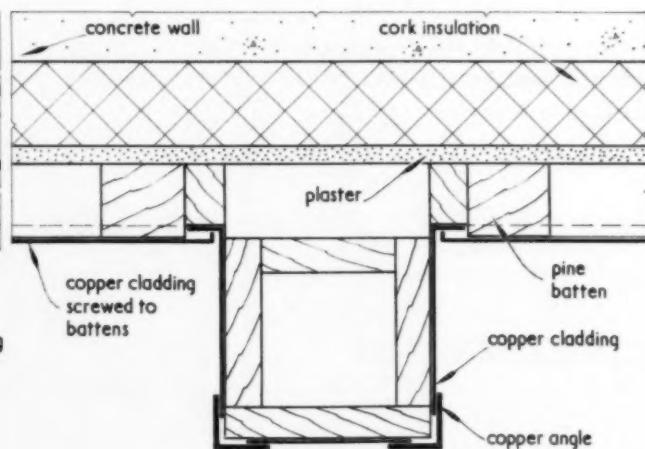 concrete wall
cork insulation
plaster
copper cladding
screwed to
battens
pine
batten
copper cladding
copper angle